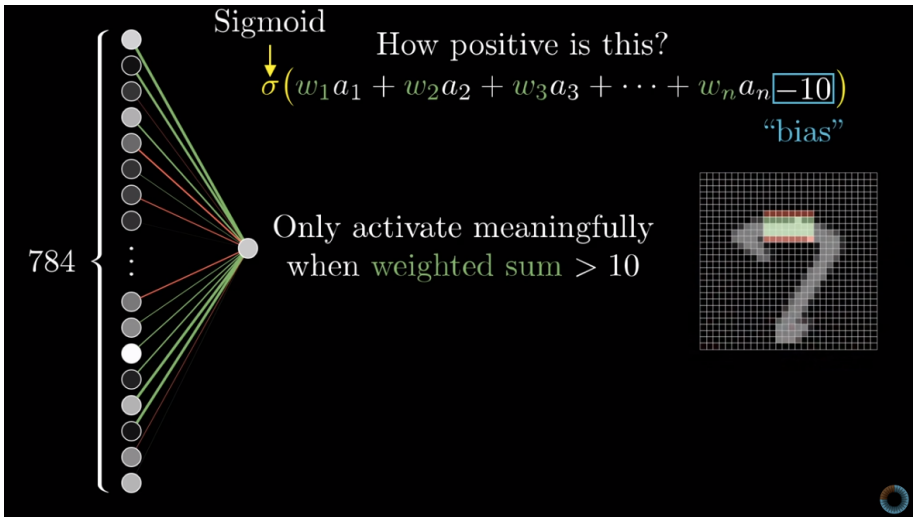 Sigmoid
How positive is this?
σ(w₁a₁ + w₂a₂ + w₃a₃ + ⋯ + wₙaₙ −10)
“bias”
784
Only activate meaningfully
when weighted sum > 10